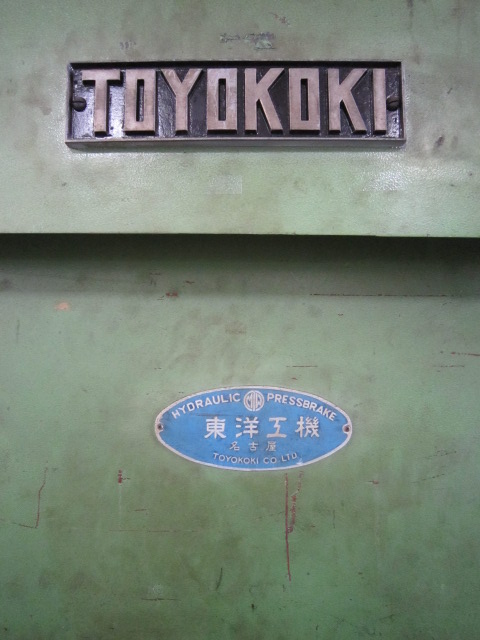 TOYOKOKI
HYDRAULIC PRESSBRAKE
東洋工機
名古屋
TOYOKOKI CO. LTD.